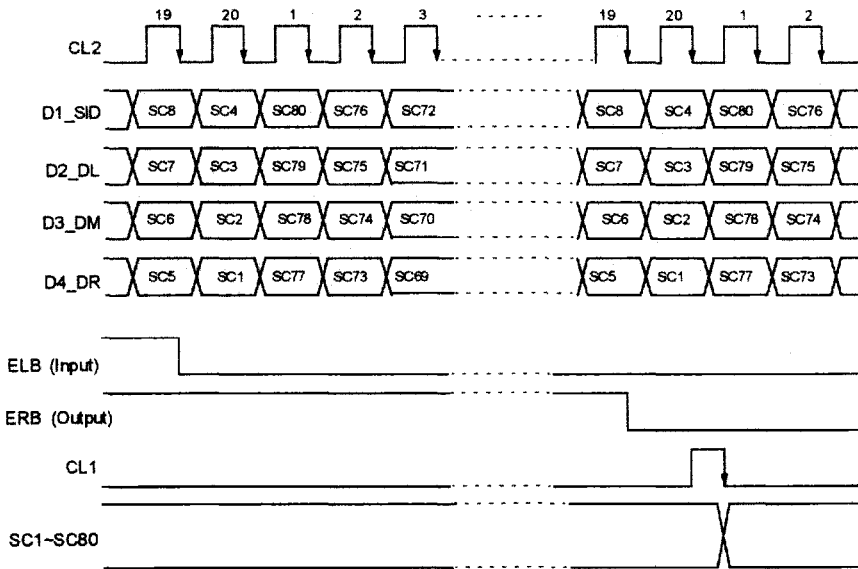 19 20 1 2 3 19 20 1 2
CL2
D1_SID SC8 SC4 SC80 SC76 SC72 SC8 SC4 SC80 SC76
D2_DL SC7 SC3 SC79 SC75 SC71 SC7 SC3 SC79 SC75
D3_DM SC6 SC2 SC78 SC74 SC70 SC6 SC2 SC78 SC74
D4_DR SC5 SC1 SC77 SC73 SC69 SC5 SC1 SC77 SC73
ELB (Input)
ERB (Output)
CL1
SC1~SC80